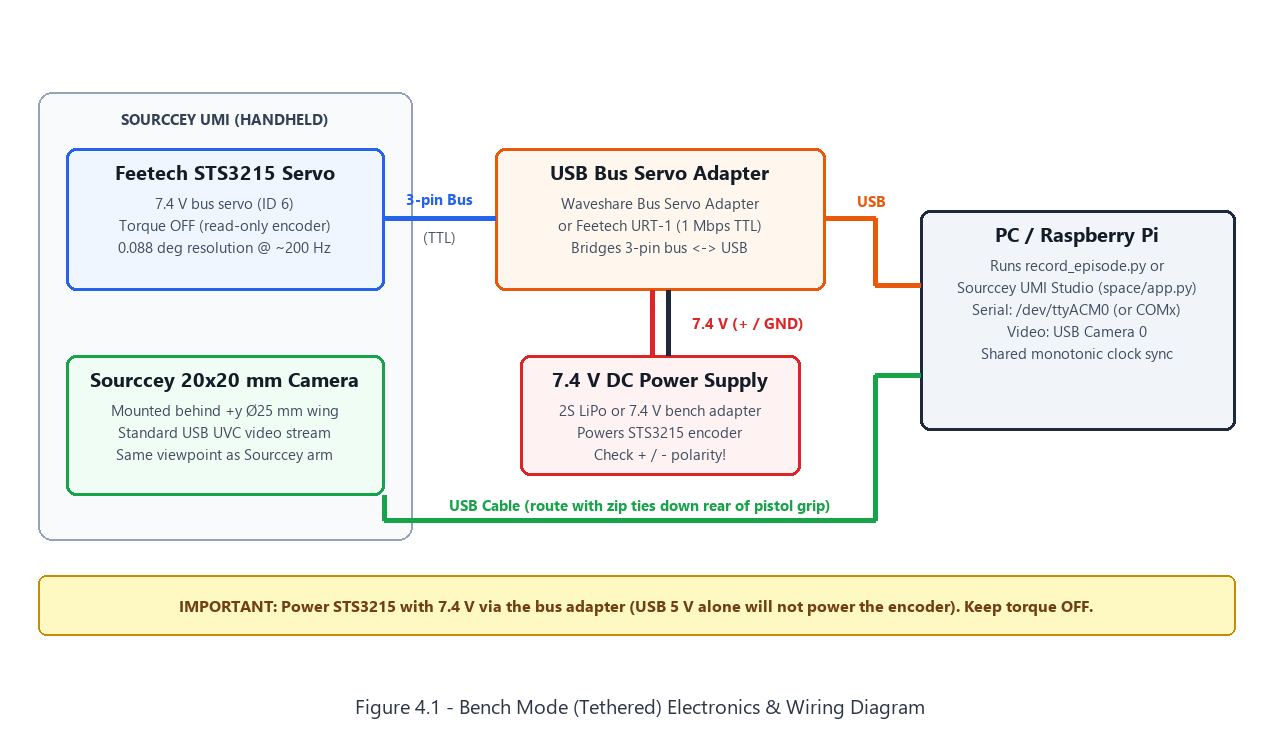 SOURCCEY UMI (HANDHELD)
Feetech STS3215 Servo
7.4 V bus servo (ID 6)
Torque OFF (read-only encoder)
0.088 deg resolution @ ~200 Hz
3-pin Bus
(TTL)
USB Bus Servo Adapter
Waveshare Bus Servo Adapter
or Feetech URT-1 (1 Mbps TTL)
Bridges 3-pin bus <-> USB
USB
PC / Raspberry Pi
Runs record_episode.py or
Sourccey UMI Studio (space/app.py)
Serial: /dev/ttyACM0 (or COMx)
Video: USB Camera 0
Shared monotonic clock sync
7.4 V (+ / GND)
Sourccey 20x20 mm Camera
Mounted behind +y Ø25 mm wing
Standard USB UVC video stream
Same viewpoint as Sourccey arm
7.4 V DC Power Supply
2S LiPo or 7.4 V bench adapter
Powers STS3215 encoder
Check + / - polarity!
USB Cable (route with zip ties down rear of pistol grip)
IMPORTANT: Power STS3215 with 7.4 V via the bus adapter (USB 5 V alone will not power the encoder). Keep torque OFF.
Figure 4.1 - Bench Mode (Tethered) Electronics & Wiring Diagram